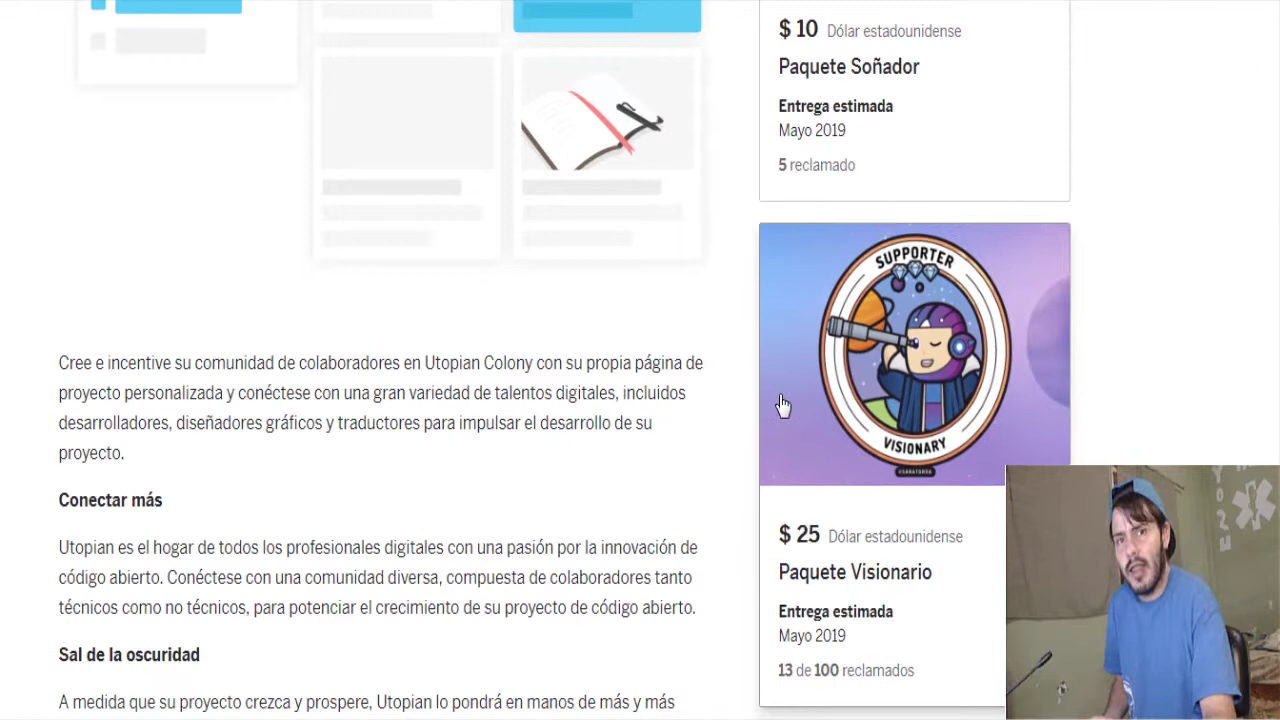 $ 10 Dólar estadounidense
Paquete Soñador
Entrega estimada
Mayo 2019
5 reclamado
SUPPORTER
VISIONARY
Cree e incentive su comunidad de colaboradores en Utopian Colony con su propia página de
proyecto personalizada y conéctese con una gran variedad de talentos digitales, incluidos
desarrolladores, diseñadores gráficos y traductores para impulsar el desarrollo de su
proyecto.
Conectar más
Utopian es el hogar de todos los profesionales digitales con una pasión por la innovación de
código abierto. Conéctese con una comunidad diversa, compuesta de colaboradores tanto
técnicos como no técnicos, para potenciar el crecimiento de su proyecto de código abierto.
Sal de la oscuridad
A medida que su proyecto crezca y prospere, Utopian lo pondrá en manos de más y más
$ 25 Dólar estadounidense
Paquete Visionario
Entrega estimada
Mayo 2019
13 de 100 reclamados